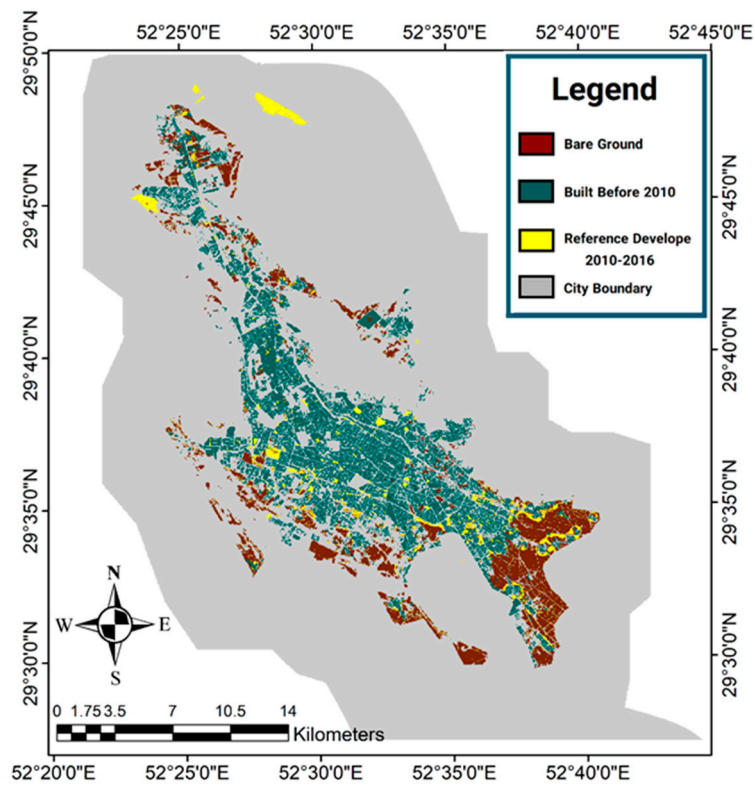 52°25'0"E 52°30'0"E 52°35'0"E 52°40'0"E 52°45'0"E
29°50'0"N
29°45'0"N
29°40'0"N
29°35'0"N
29°30'0"N
Legend
Bare Ground
Built Before 2010
Reference Develope
2010-2016
City Boundary
29°45'0"N
29°40'0"N
29°35'0"N
29°30'0"N
N
W E
S
0 1.75 3.5 7 10.5 14
Kilometers
52°20'0"E 52°25'0"E 52°30'0"E 52°35'0"E 52°40'0"E